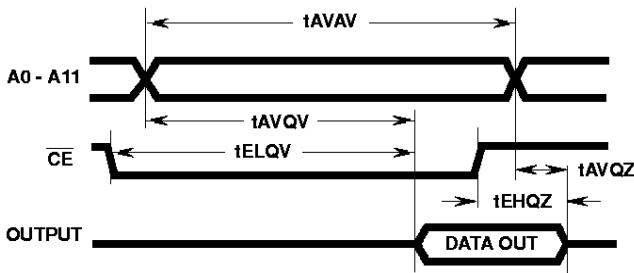 tAVAV
A0 - A11
tAVQV
CE
tELQV
tAVQZ
tEHQZ
OUTPUT
DATA OUT